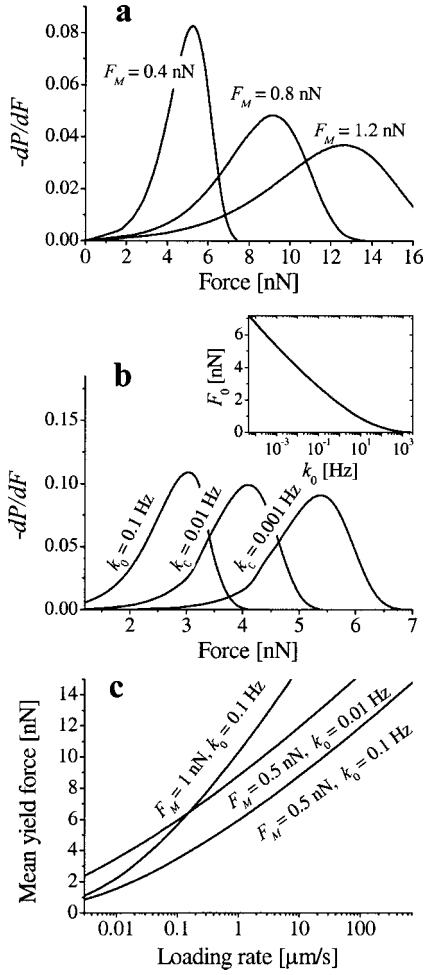 a
0.08
0.06
0.04
0.02
0.00
-dP/dF
F_M = 0.4 nN
F_M = 0.8 nN
F_M = 1.2 nN
0 2 4 6 8 10 12 14 16
Force [nN]
b
6
4
2
0
F_0 [nN]
10^-3 10^-1 10^1 10^3
k_0 [Hz]
0.15
0.10
0.05
0.00
-dP/dF
k_0 = 0.1 Hz
k_c = 0.01 Hz
k_c = 0.001 Hz
2 3 4 5 6 7
Force [nN]
c
14
12
10
8
6
4
2
0
Mean yield force [nN]
F_M = 1 nN, k_0 = 0.1 Hz
F_M = 0.5 nN, k_0 = 0.01 Hz
F_M = 0.5 nN, k_0 = 0.1 Hz
0.01 0.1 1 10 100
Loading rate [µm/s]